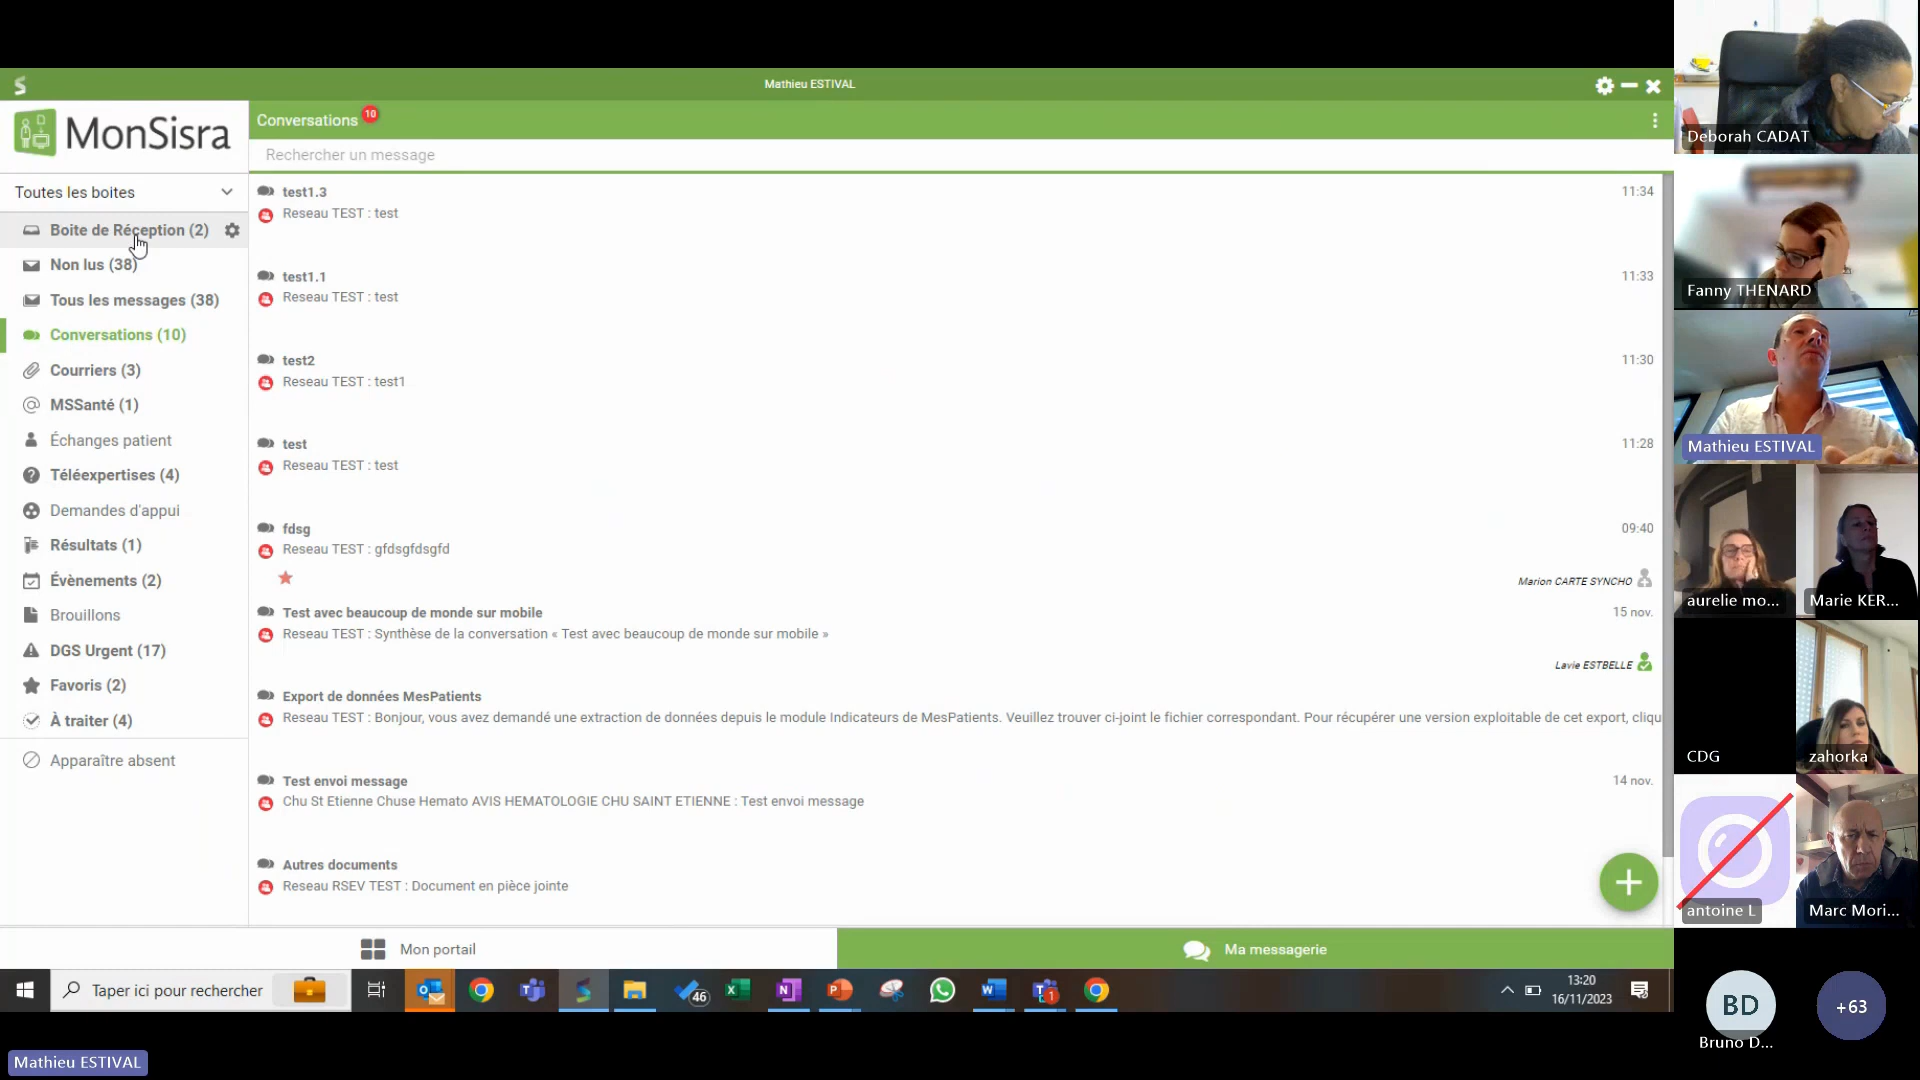 Mathieu ESTIVAL
MonSisra
Toutes les boites
Boite de Réception (2)
Non lus (38)
Tous les messages (38)
Conversations (10)
Courriers (3)
MSSanté (1)
Échanges patient
Téléexpertises (4)
Demandes d'appui
Résultats (1)
Évènements (2)
Brouillons
DGS Urgent (17)
Favoris (2)
À traiter (4)
Apparaître absent
Conversations 10
Rechercher un message
test1.3 11:34
Reseau TEST : test
test1.1 11:33
Reseau TEST : test
test2 11:30
Reseau TEST : test1
test 11:28
Reseau TEST : test
fdsg 09:40
Reseau TEST : gfdsgfdsgfd
Marion CARTE SYNCHO
Test avec beaucoup de monde sur mobile 15 nov.
Reseau TEST : Synthèse de la conversation « Test avec beaucoup de monde sur mobile »
Lavie ESTBELLE
Export de données MesPatients
Reseau TEST : Bonjour, vous avez demandé une extraction de données depuis le module Indicateurs de MesPatients. Veuillez trouver ci-joint le fichier correspondant. Pour récupérer une version exploitable de cet export, cliqu
Test envoi message 14 nov.
Chu St Etienne Chuse Hemato AVIS HEMATOLOGIE CHU SAINT ETIENNE : Test envoi message
Autres documents
Reseau RSEV TEST : Document en pièce jointe
Mon portail
Ma messagerie
Taper ici pour rechercher
46
1
13:20
16/11/2023
Mathieu ESTIVAL
Deborah CADAT
Fanny THENARD
Mathieu ESTIVAL
aurelie mo...
Marie KER...
CDG
zahorka
antoine L
Marc Mori...
BD
Bruno D...
+63